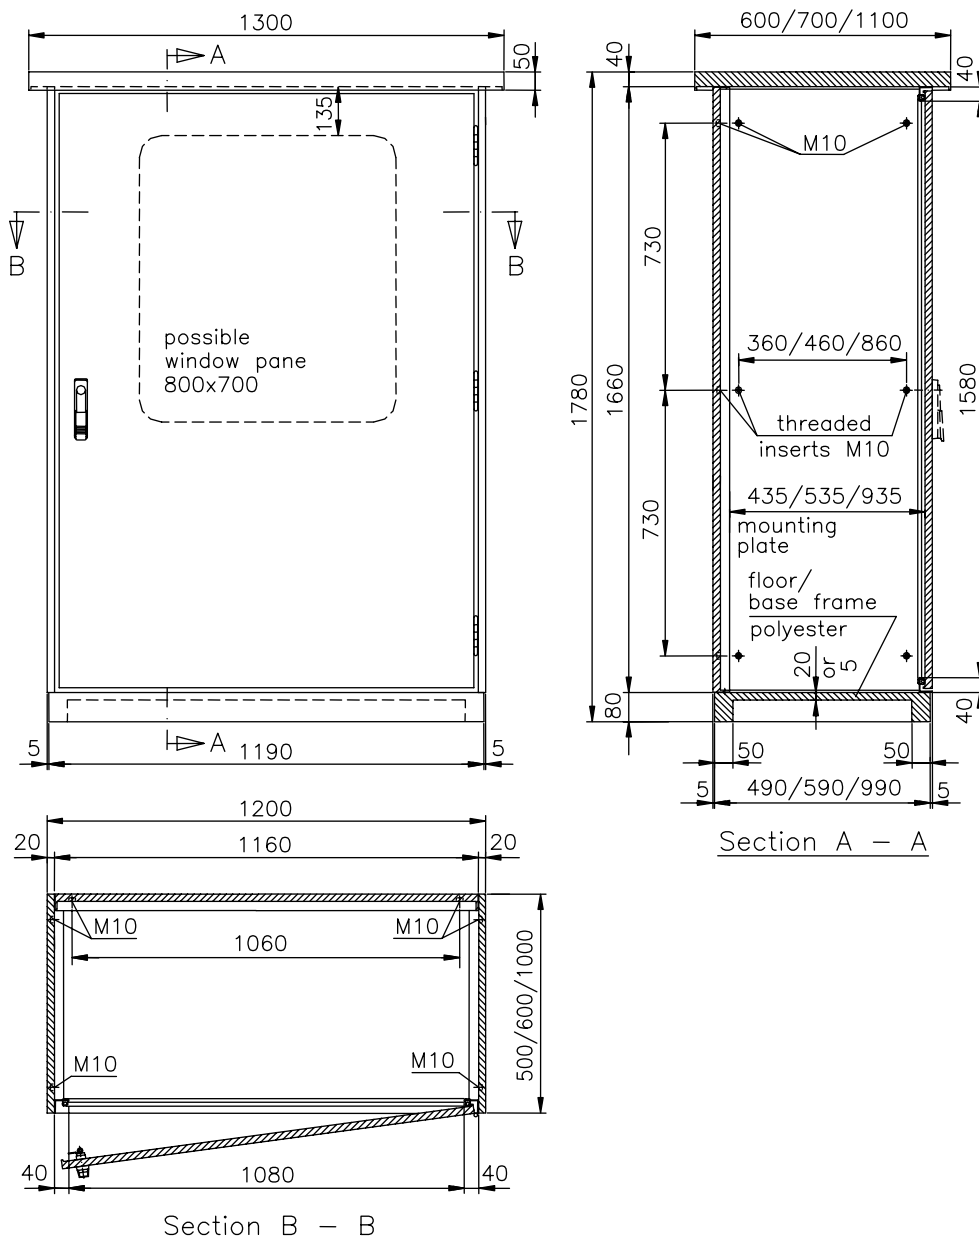 1300
A
50
135
B
B
possible
window pane
800x700
A
5
1190
5
600/700/1100
40
40
M10
730
360/460/860
1780
1660
1580
threaded
inserts M10
435/535/935
730
mounting
plate
floor/
base frame
polyester
20
or
5
80
40
50
50
5
490/590/990
5
Section A – A
1200
20
1160
20
M10
M10
1060
500/600/1000
M10
M10
40
1080
40
Section B – B